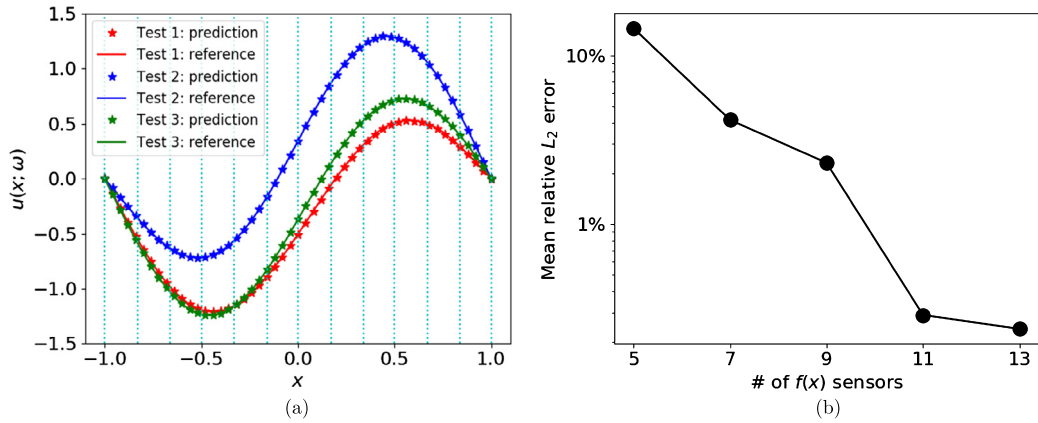 1.5
1.0
0.5
0.0
−0.5
−1.0
−1.5
u(x; ω)
Test 1: prediction
Test 1: reference
Test 2: prediction
Test 2: reference
Test 3: prediction
Test 3: reference
−1.0 −0.5 0.0 0.5 1.0
x
(a)
10%
1%
Mean relative L₂ error
5 7 9 11 13
# of f(x) sensors
(b)